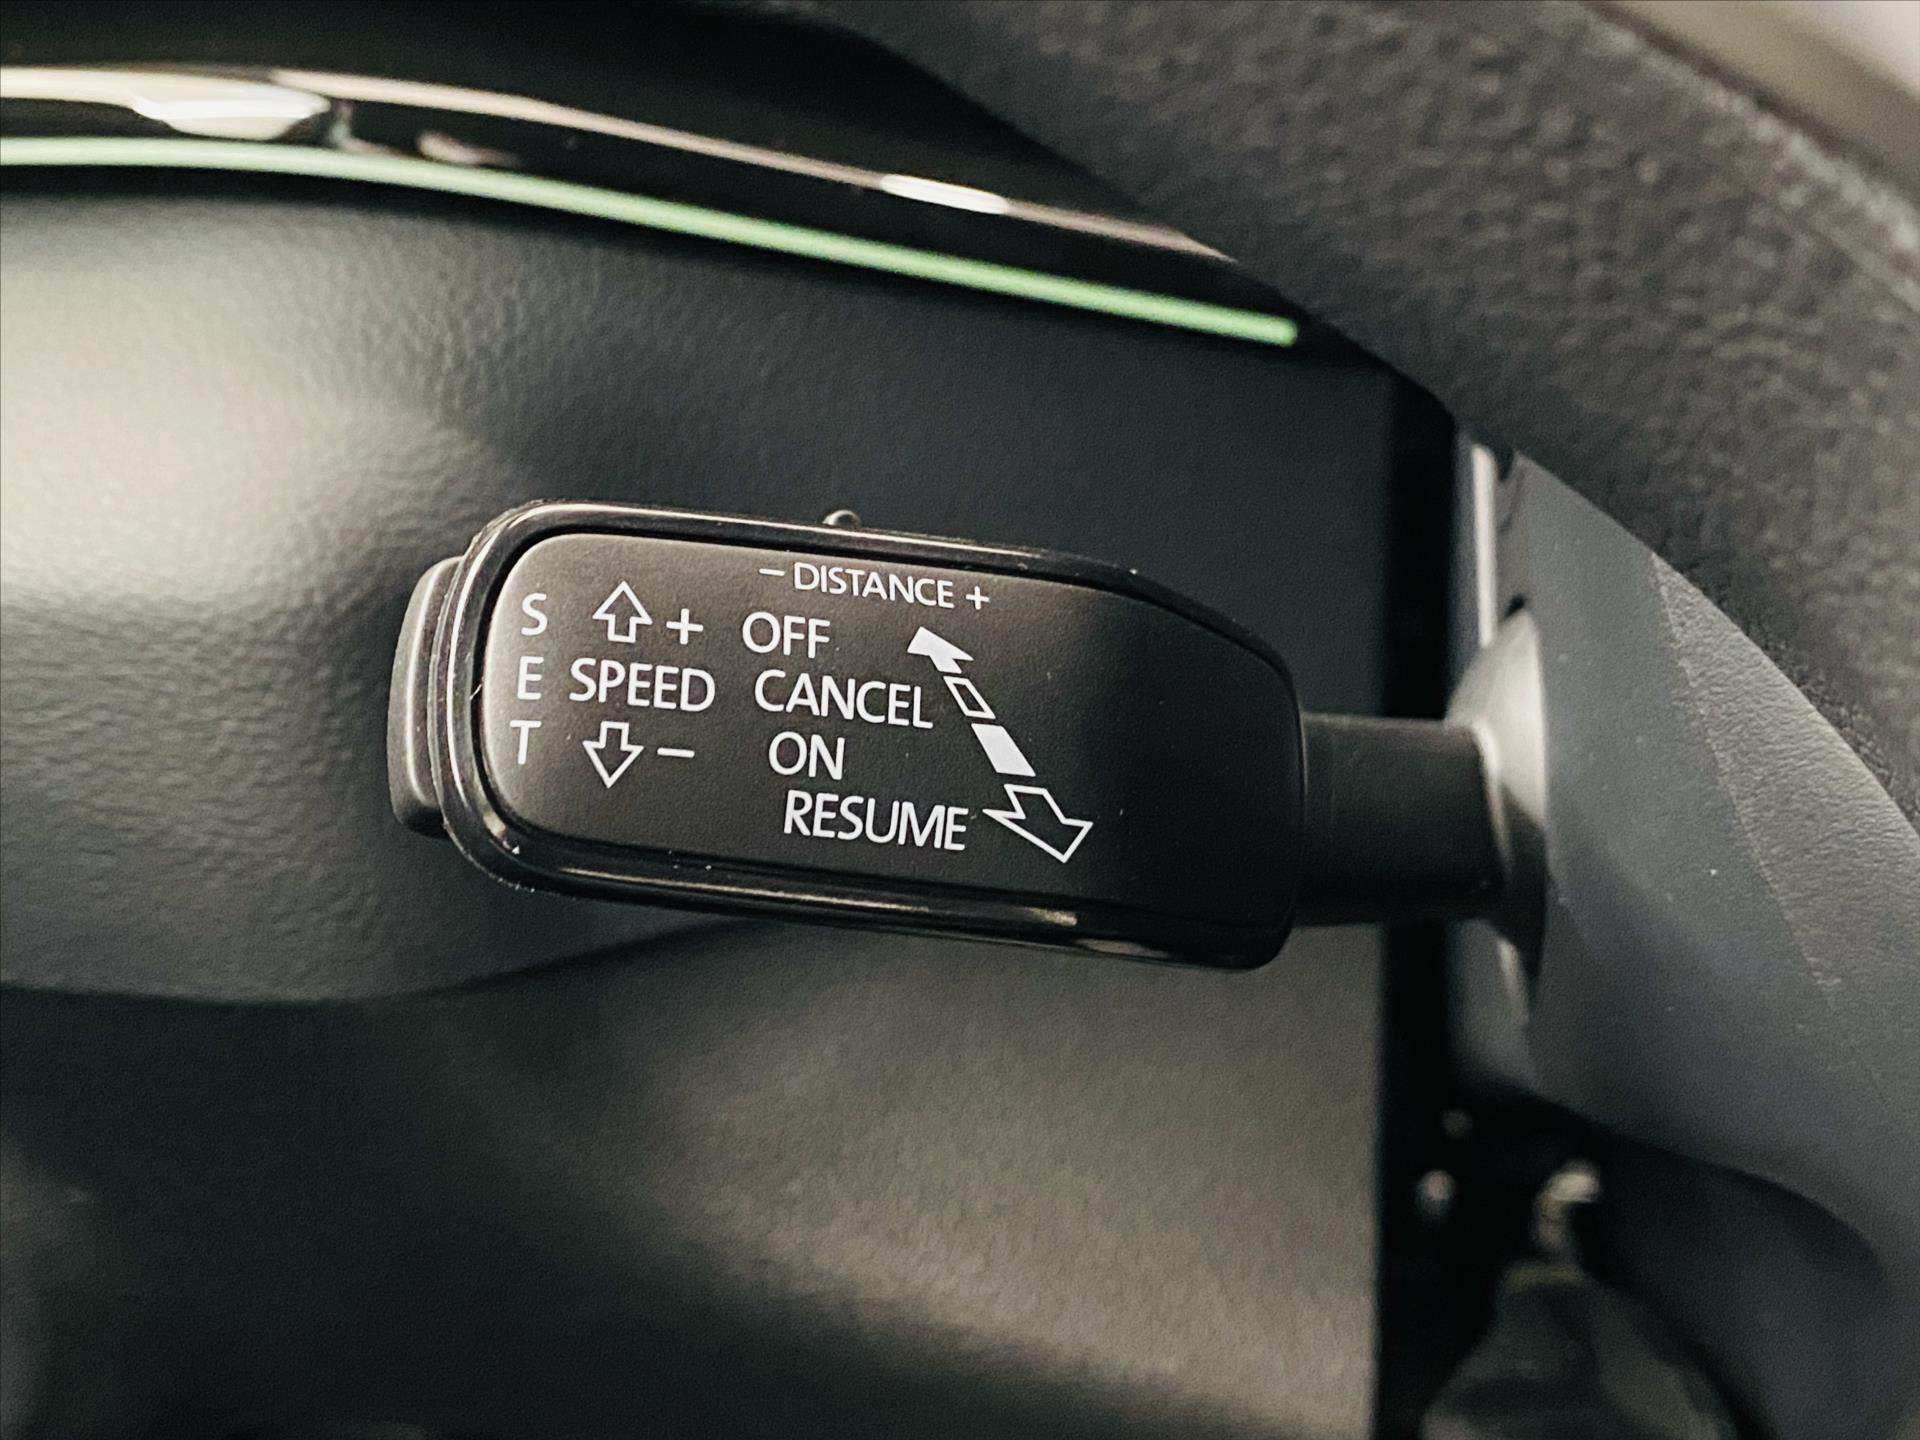 − DISTANCE +
S + OFF
E SPEED CANCEL
T − ON
RESUME